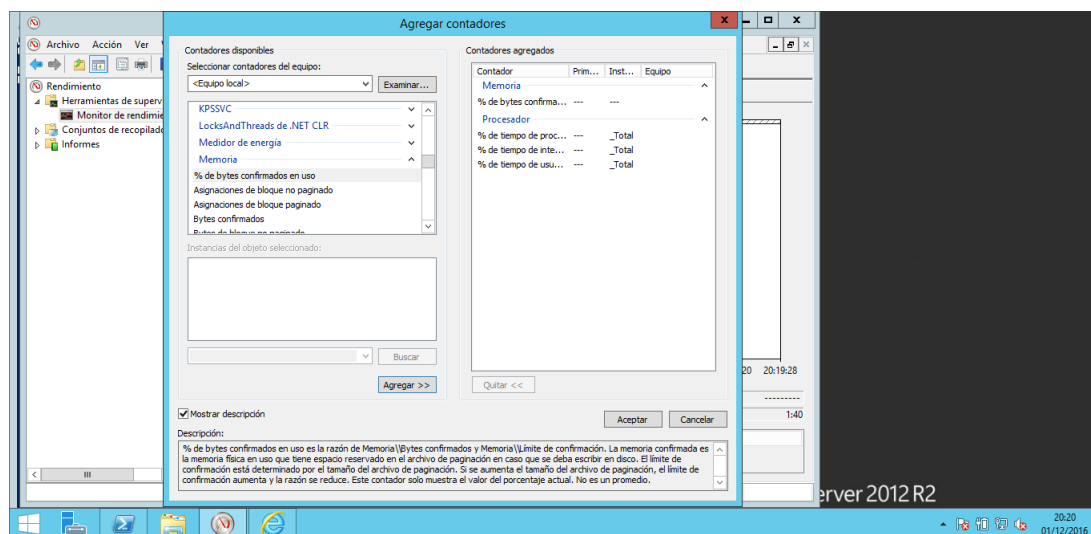 Agregar contadores
Archivo Acción Ver
Rendimiento
Herramientas de superv
Monitor de rendimie
Conjuntos de recopilado
Informes
Contadores disponibles
Seleccionar contadores del equipo:
<Equipo local>
Examinar...
KPSSVC
LocksAndThreads de .NET CLR
Medidor de energía
Memoria
% de bytes confirmados en uso
Asignaciones de bloque no paginado
Asignaciones de bloque paginado
Bytes confirmados
Bytes de bloque no paginado
Instancias del objeto seleccionado:
Buscar
Agregar >>
Contadores agregados
Contador Prim... Inst... Equipo
Memoria
% de bytes confirma... --- ---
Procesador
% de tiempo de proc... --- _Total
% de tiempo de inte... --- _Total
% de tiempo de usu... --- _Total
Quitar <<
Mostrar descripción
Aceptar Cancelar
Descripción:
% de bytes confirmados en uso es la razón de Memoria\\Bytes confirmados y Memoria\\Límite de confirmación. La memoria confirmada es
la memoria física en uso que tiene espacio reservado en el archivo de paginación en caso que se deba escribir en disco. El límite de
confirmación está determinado por el tamaño del archivo de paginación. Si se aumenta el tamaño del archivo de paginación, el límite de
confirmación aumenta y la razón se reduce. Este contador solo muestra el valor del porcentaje actual. No es un promedio.
20 20:19:28
---------
1:40
erver 2012 R2
20:20
01/12/2016